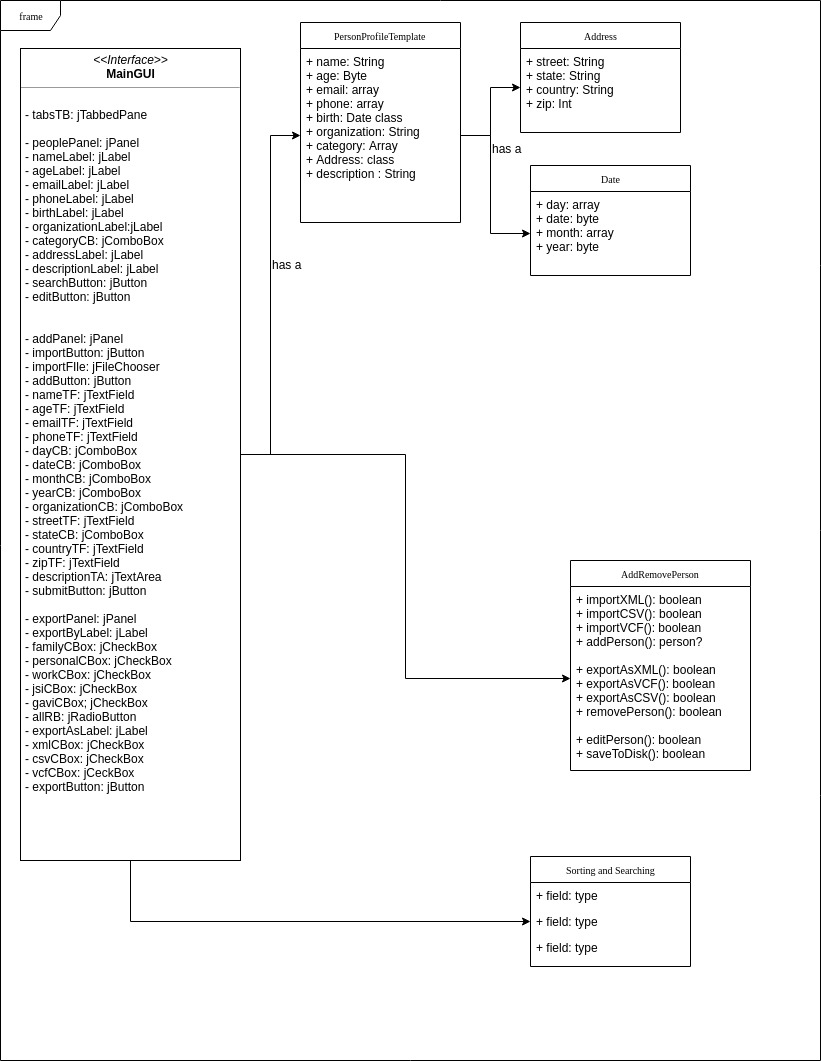 frame
<<Interface>>
MainGUI
- tabsTB: jTabbedPane
- peoplePanel: jPanel
- nameLabel: jLabel
- ageLabel: jLabel
- emailLabel: jLabel
- phoneLabel: jLabel
- birthLabel: jLabel
- organizationLabel:jLabel
- categoryCB: jComboBox
- addressLabel: jLabel
- descriptionLabel: jLabel
- searchButton: jButton
- editButton: jButton
- addPanel: jPanel
- importButton: jButton
- importFIle: jFileChooser
- addButton: jButton
- nameTF: jTextField
- ageTF: jTextField
- emailTF: jTextField
- phoneTF: jTextField
- dayCB: jComboBox
- dateCB: jComboBox
- monthCB: jComboBox
- yearCB: jComboBox
- organizationCB: jComboBox
- streetTF: jTextField
- stateCB: jComboBox
- countryTF: jTextField
- zipTF: jTextField
- descriptionTA: jTextArea
- submitButton: jButton
- exportPanel: jPanel
- exportByLabel: jLabel
- familyCBox: jCheckBox
- personalCBox: jCheckBox
- workCBox: jCheckBox
- jsiCBox: jCheckBox
- gaviCBox; jCheckBox
- allRB: jRadioButton
- exportAsLabel: jLabel
- xmlCBox: jCheckBox
- csvCBox: jCheckBox
- vcfCBox: jCeckBox
- exportButton: jButton
has a
PersonProfileTemplate
+ name: String
+ age: Byte
+ email: array
+ phone: array
+ birth: Date class
+ organization: String
+ category: Array
+ Address: class
+ description : String
has a
Address
+ street: String
+ state: String
+ country: String
+ zip: Int
Date
+ day: array
+ date: byte
+ month: array
+ year: byte
AddRemovePerson
+ importXML(): boolean
+ importCSV(): boolean
+ importVCF(): boolean
+ addPerson(): person?
+ exportAsXML(): boolean
+ exportAsVCF(): boolean
+ exportAsCSV(): boolean
+ removePerson(): boolean
+ editPerson(): boolean
+ saveToDisk(): boolean
Sorting and Searching
+ field: type
+ field: type
+ field: type